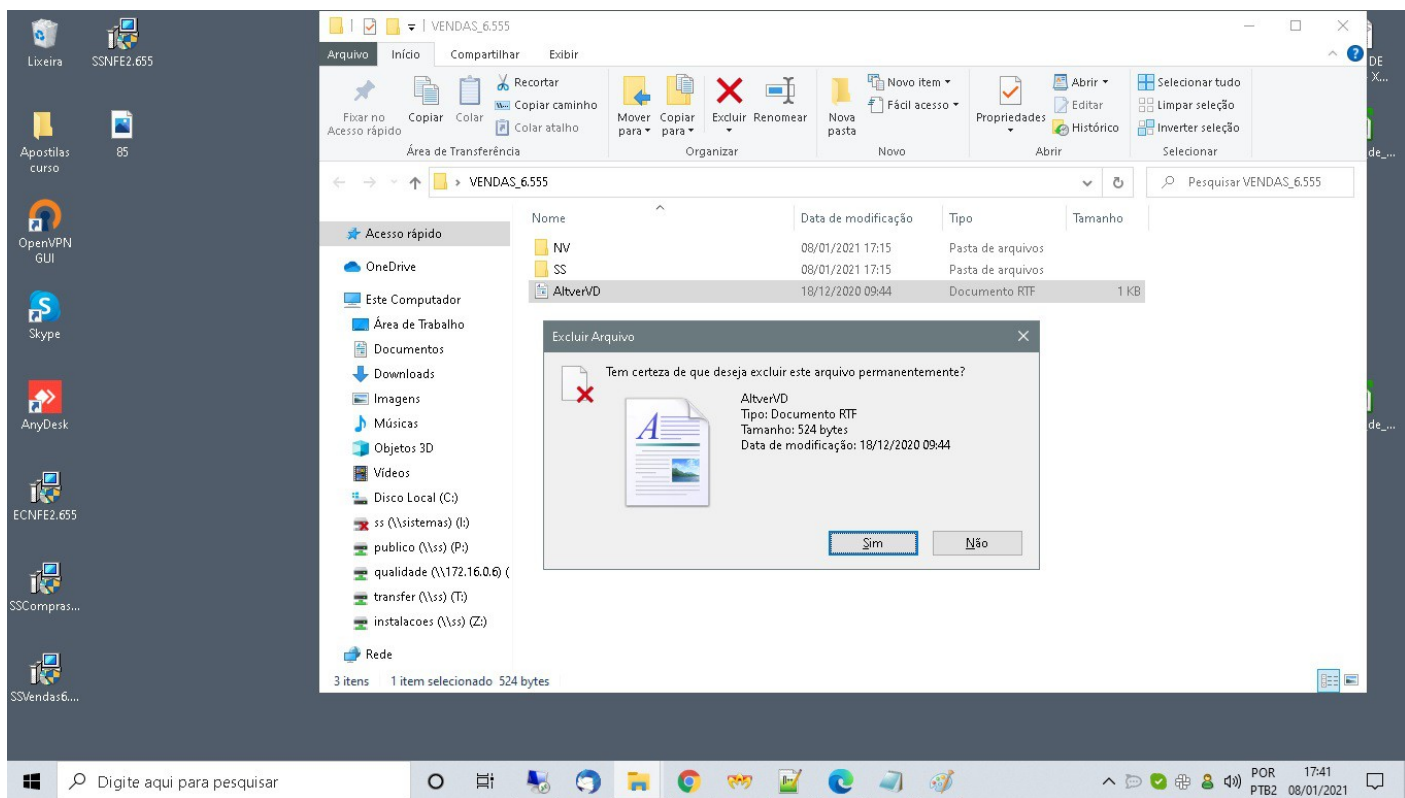 Lixeira
SSNFE2.655
Apostilas
curso
85
OpenVPN
GUI
Skype
AnyDesk
ECNFE2.655
SSCompras...
SSVendas6....
VENDAS_6.555
Arquivo Início Compartilhar Exibir
Fixar no
Acesso rápido
Copiar
Colar
Recortar
Copiar caminho
Colar atalho
Área de Transferência
Mover
para
Copiar
para
Excluir
Renomear
Organizar
Nova
pasta
Novo item
Fácil acesso
Novo
Propriedades
Abrir
Editar
Histórico
Abrir
Selecionar tudo
Limpar seleção
Inverter seleção
Selecionar
VENDAS_6.555
Pesquisar VENDAS_6.555
Acesso rápido
OneDrive
Este Computador
Área de Trabalho
Documentos
Downloads
Imagens
Músicas
Objetos 3D
Vídeos
Disco Local (C:)
ss (\\sistemas) (I:)
publico (\\ss) (P:)
qualidade (\\172.16.0.6) (
transfer (\\ss) (T:)
instalacoes (\\ss) (Z:)
Rede
Nome Data de modificação Tipo Tamanho
NV 08/01/2021 17:15 Pasta de arquivos
SS 08/01/2021 17:15 Pasta de arquivos
AltverVD 18/12/2020 09:44 Documento RTF 1 KB
Excluir Arquivo
Tem certeza de que deseja excluir este arquivo permanentemente?
AltverVD
Tipo: Documento RTF
Tamanho: 524 bytes
Data de modificação: 18/12/2020 09:44
Sim
Não
3 itens 1 item selecionado 524 bytes
DE
X...
de_...
de_...
Digite aqui para pesquisar
POR
PTB2
17:41
08/01/2021